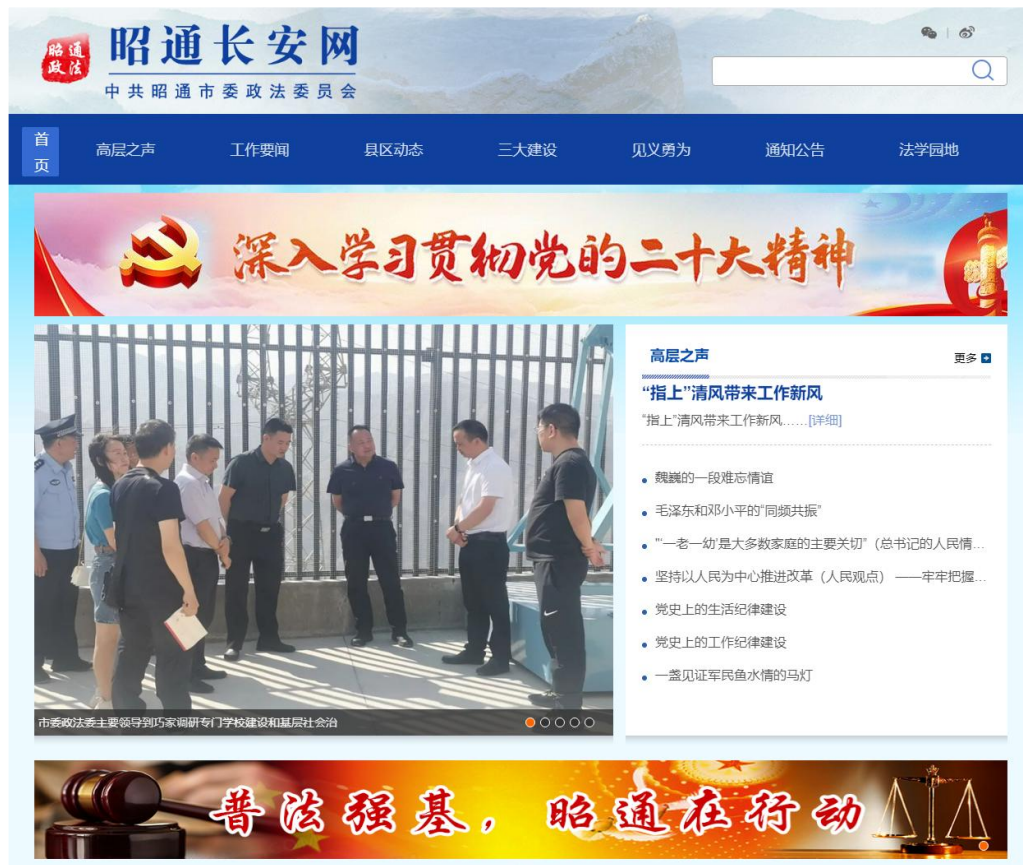 昭通
政法
昭通长安网
中共昭通市委政法委员会
首页
高层之声
工作要闻
县区动态
三大建设
见义勇为
通知公告
法学园地
深入学习贯彻党的二十大精神
市委政法委主要领导到巧家调研专门学校建设和基层社会治
高层之声
更多
“指上”清风带来工作新风
“指上”清风带来工作新风……[详细]
魏巍的一段难忘情谊
毛泽东和邓小平的“同频共振”
“‘一老一幼’是大多数家庭的主要关切”（总书记的人民情…
坚持以人民为中心推进改革（人民观点） ——牢牢把握…
党史上的生活纪律建设
党史上的工作纪律建设
一盏见证军民鱼水情的马灯
普法强基，昭通在行动